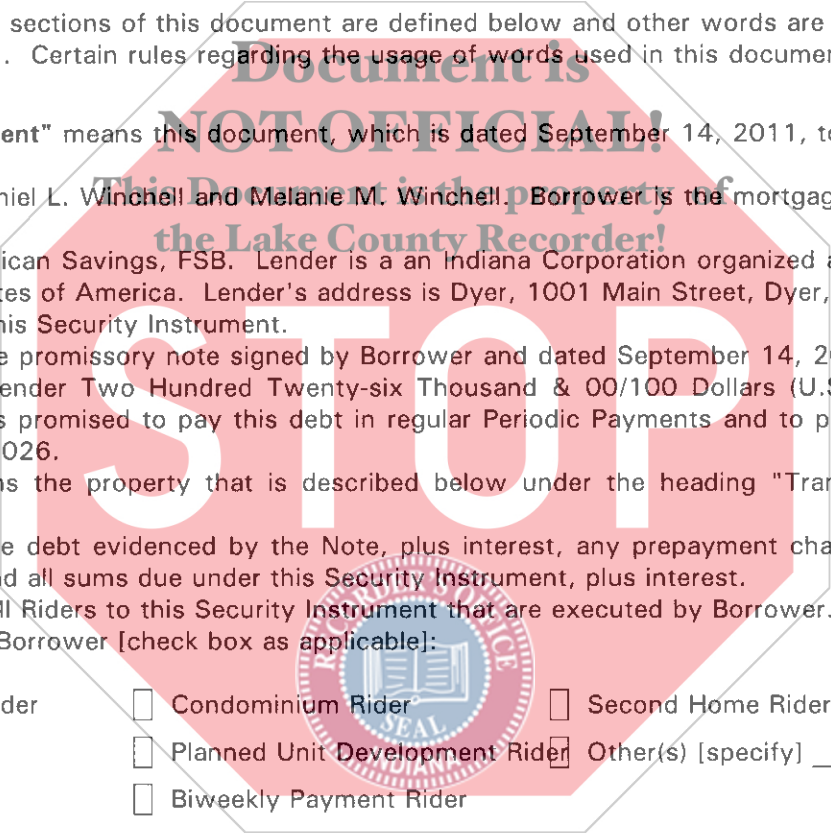 sections of this document are defined below and other words are
. Certain rules regarding the usage of words used in this documen
Document is
ent" means this document, which is dated September 14, 2011, to
NOT OFFICIAL!
This Document is the property of
niel L. Winchell and Melanie M. Winchell. Borrower is the mortgag
the Lake County Recorder!
ican Savings, FSB. Lender is a an Indiana Corporation organized a
tes of America. Lender's address is Dyer, 1001 Main Street, Dyer,
his Security Instrument.
e promissory note signed by Borrower and dated September 14, 2
ender Two Hundred Twenty-six Thousand & 00/100 Dollars (U.S
s promised to pay this debt in regular Periodic Payments and to p
026.
STOP
ns the property that is described below under the heading "Tran
e debt evidenced by the Note, plus interest, any prepayment cha
nd all sums due under this Security Instrument, plus interest.
ll Riders to this Security Instrument that are executed by Borrower.
Borrower [check box as applicable]:
RECORDER'S OFFICE
SEAL
INDIANA
der Condominium Rider Second Home Rider
Planned Unit Development Rider Other(s) [specify] _
Biweekly Payment Rider